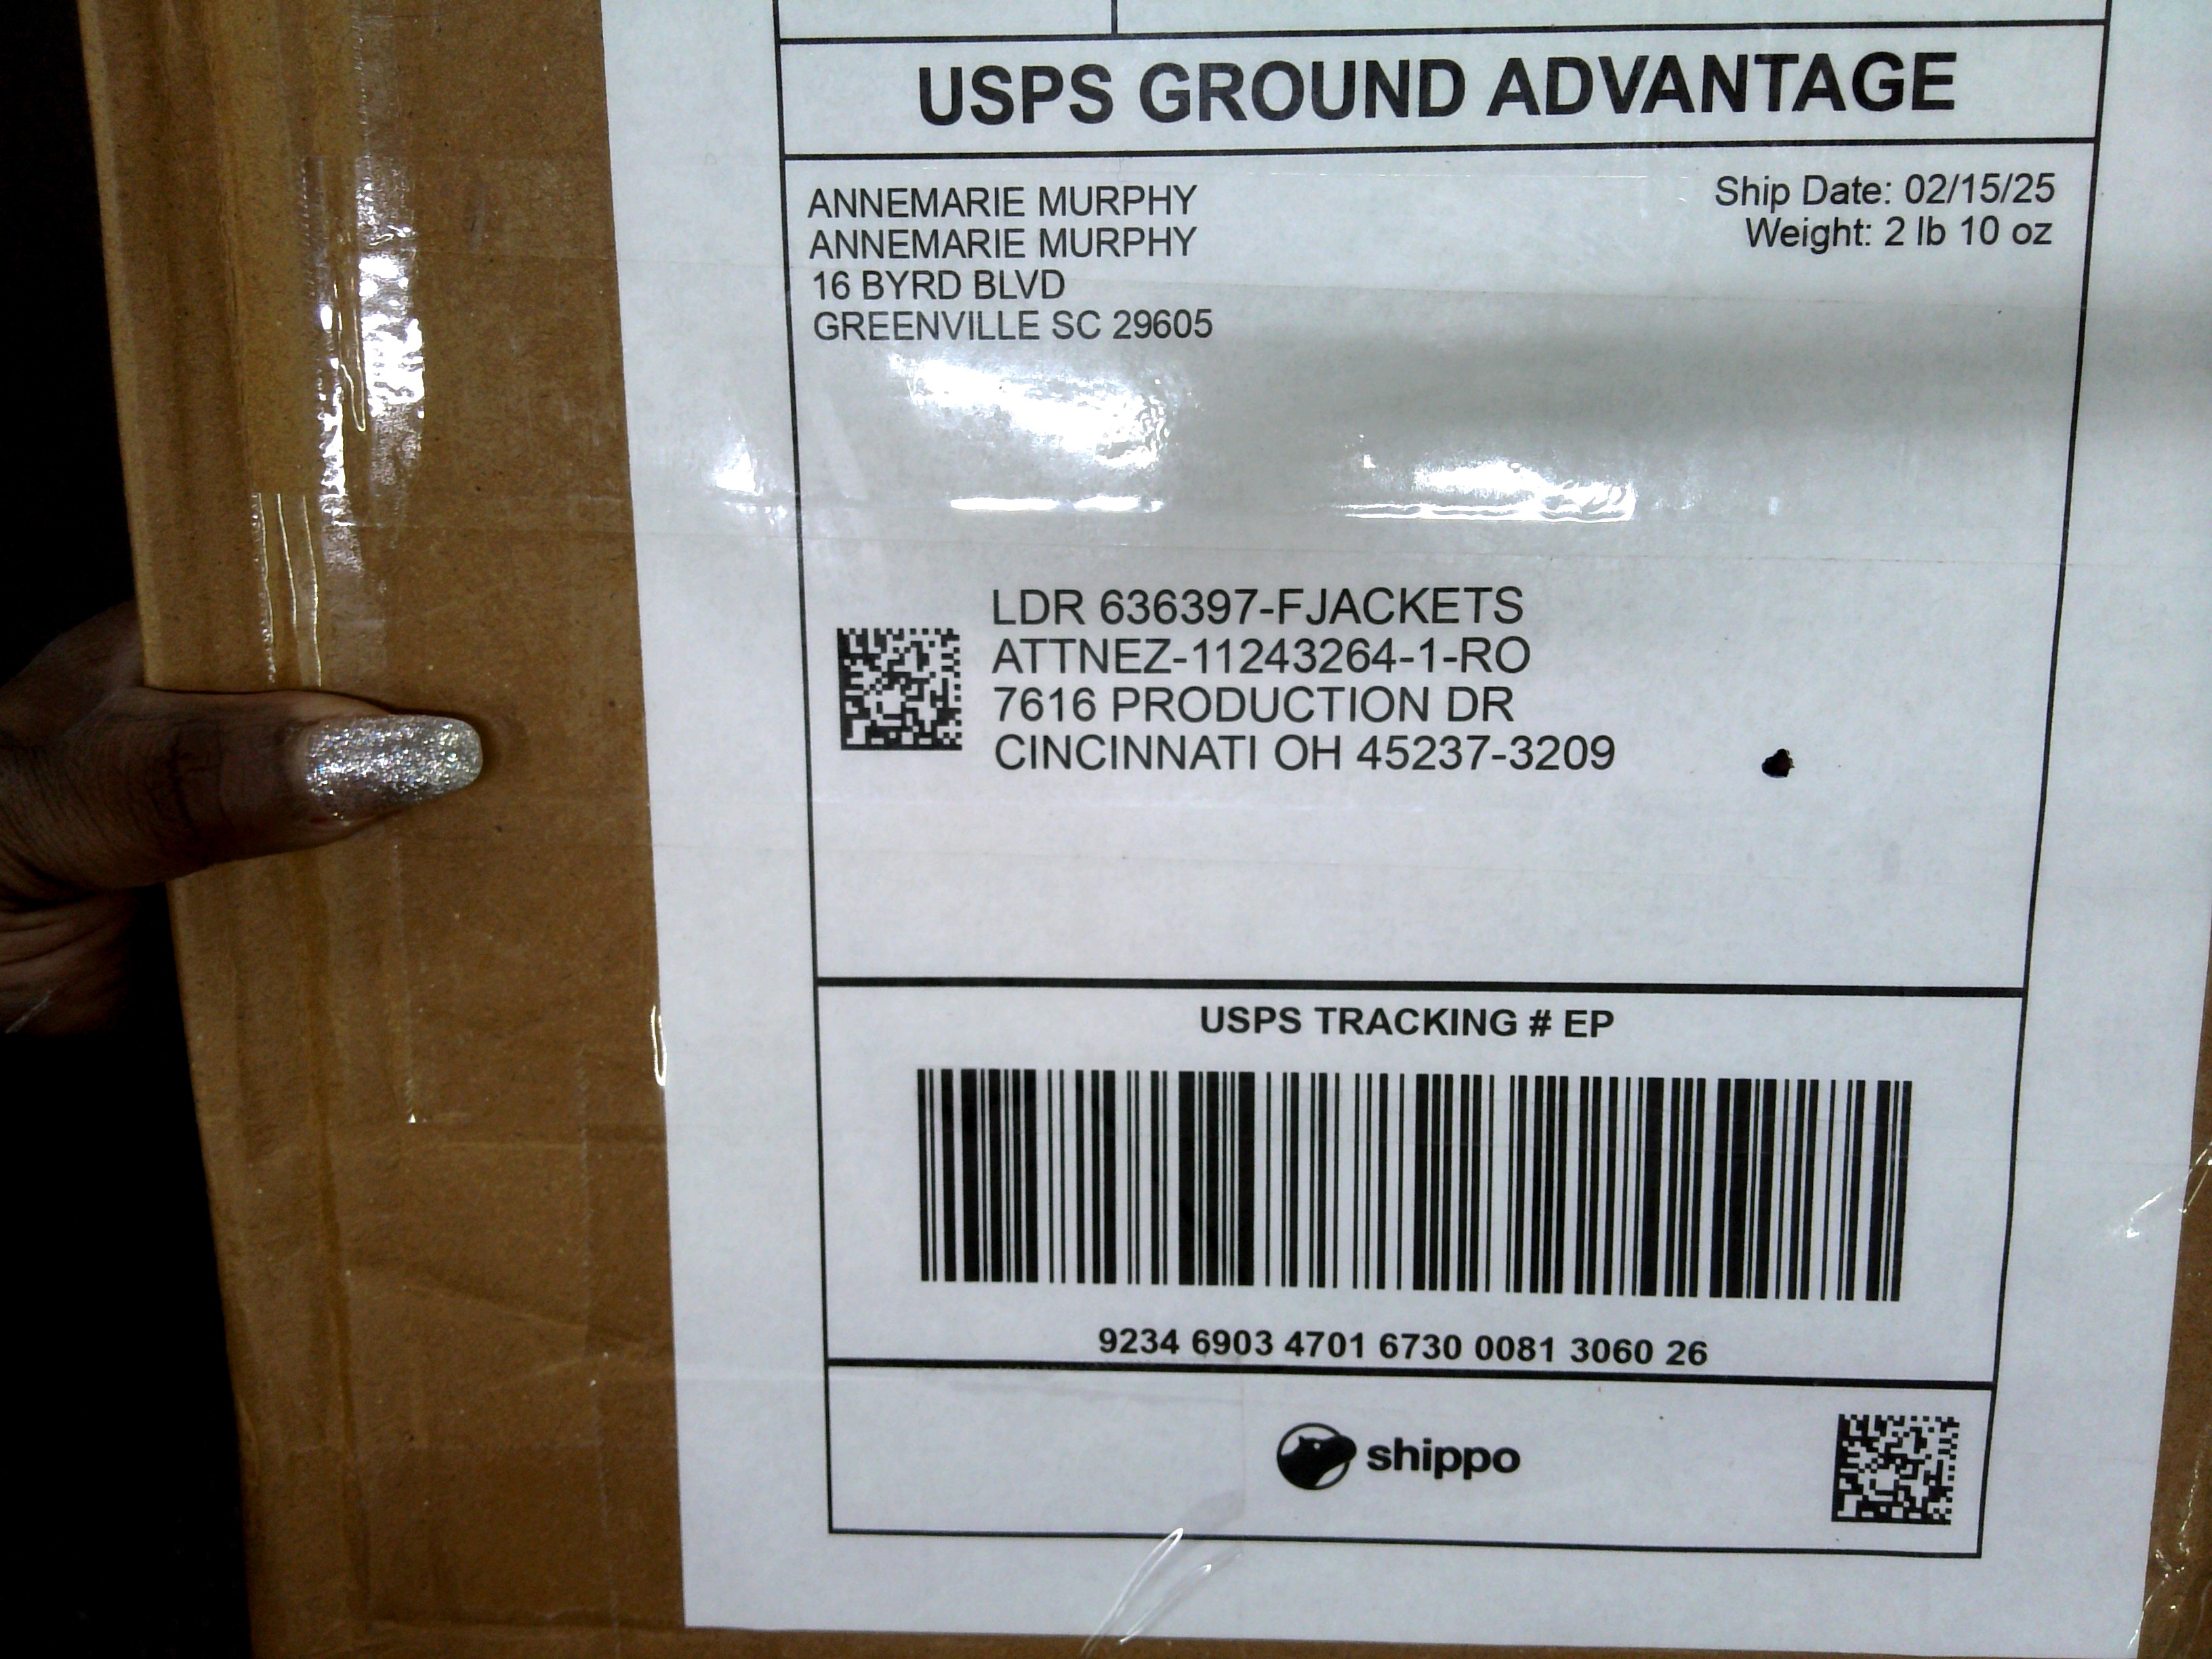 USPS GROUND ADVANTAGE
ANNEMARIE MURPHY
ANNEMARIE MURPHY
16 BYRD BLVD
GREENVILLE SC 29605
Ship Date: 02/15/25
Weight: 2 lb 10 oz
LDR 636397-FJACKETS
ATTNEZ-11243264-1-RO
7616 PRODUCTION DR
CINCINNATI OH 45237-3209
USPS TRACKING # EP
9234 6903 4701 6730 0081 3060 26
shippo